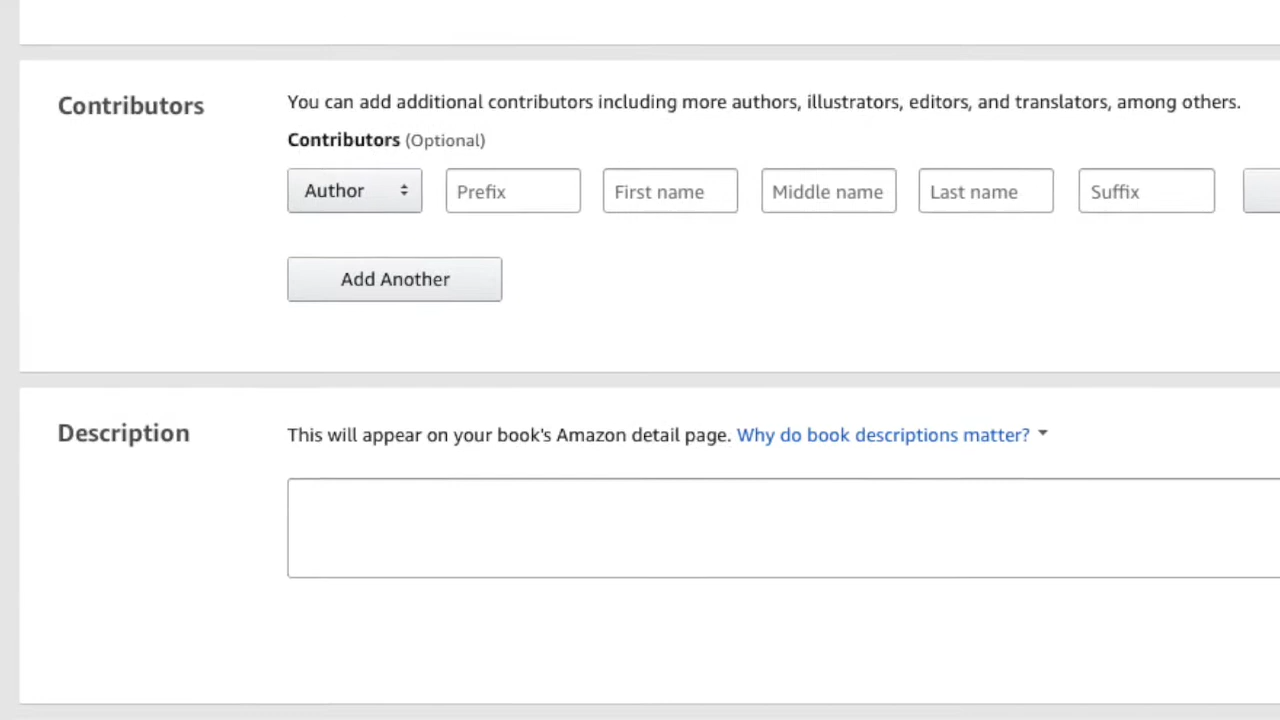 Contributors
You can add additional contributors including more authors, illustrators, editors, and translators, among others.
Contributors (Optional)
Author Prefix First name Middle name Last name Suffix
Add Another
Description
This will appear on your book's Amazon detail page. Why do book descriptions matter?